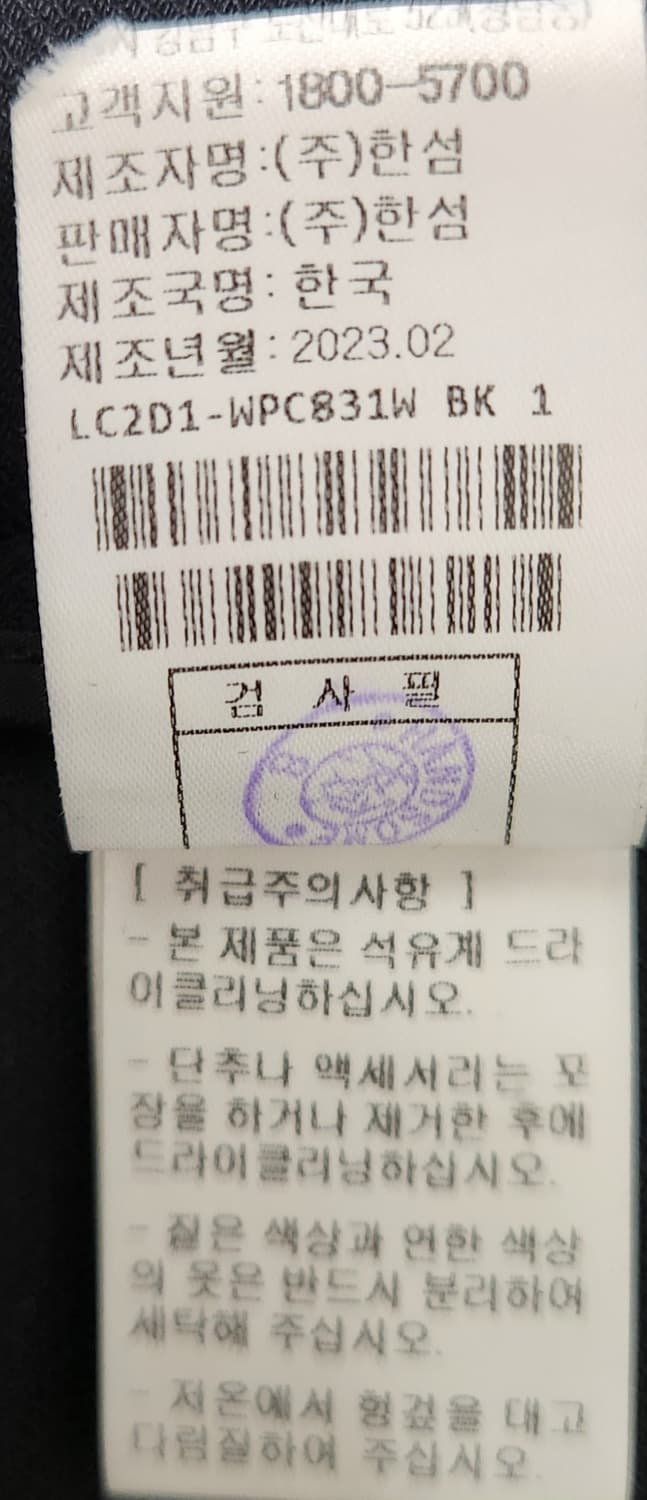 고객지원:1800-5700
제조자명:(주)한섬
판매자명:(주)한섬
제조국명: 한국
제조년월: 2023.02
LC2D1-WPC831W BK 1
검 사 필
[ 취급주의사항 ]
- 본 제품은 석유계 드라
이클리닝하십시오.
- 단추나 액세서리는 포
장을 하거나 제거한 후에
드라이클리닝하십시오.
- 짙은 색상과 연한 색상
의 옷은 반드시 분리하여
세탁해 주십시오.
- 저온에서 헝겊을 대고
다림질하여 주십시오.